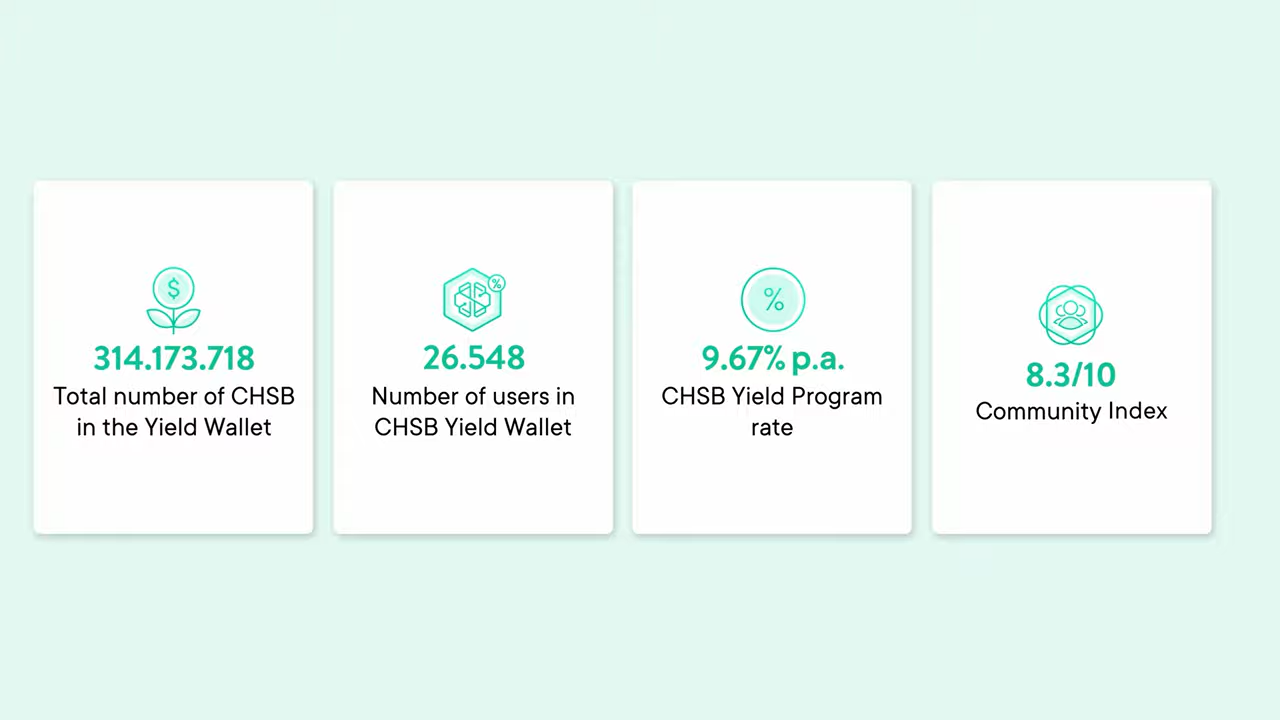 $
314.173.718
Total number of CHSB
in the Yield Wallet
%
26.548
Number of users in
CHSB Yield Wallet
%
9.67% p.a.
CHSB Yield Program
rate
8.3/10
Community Index